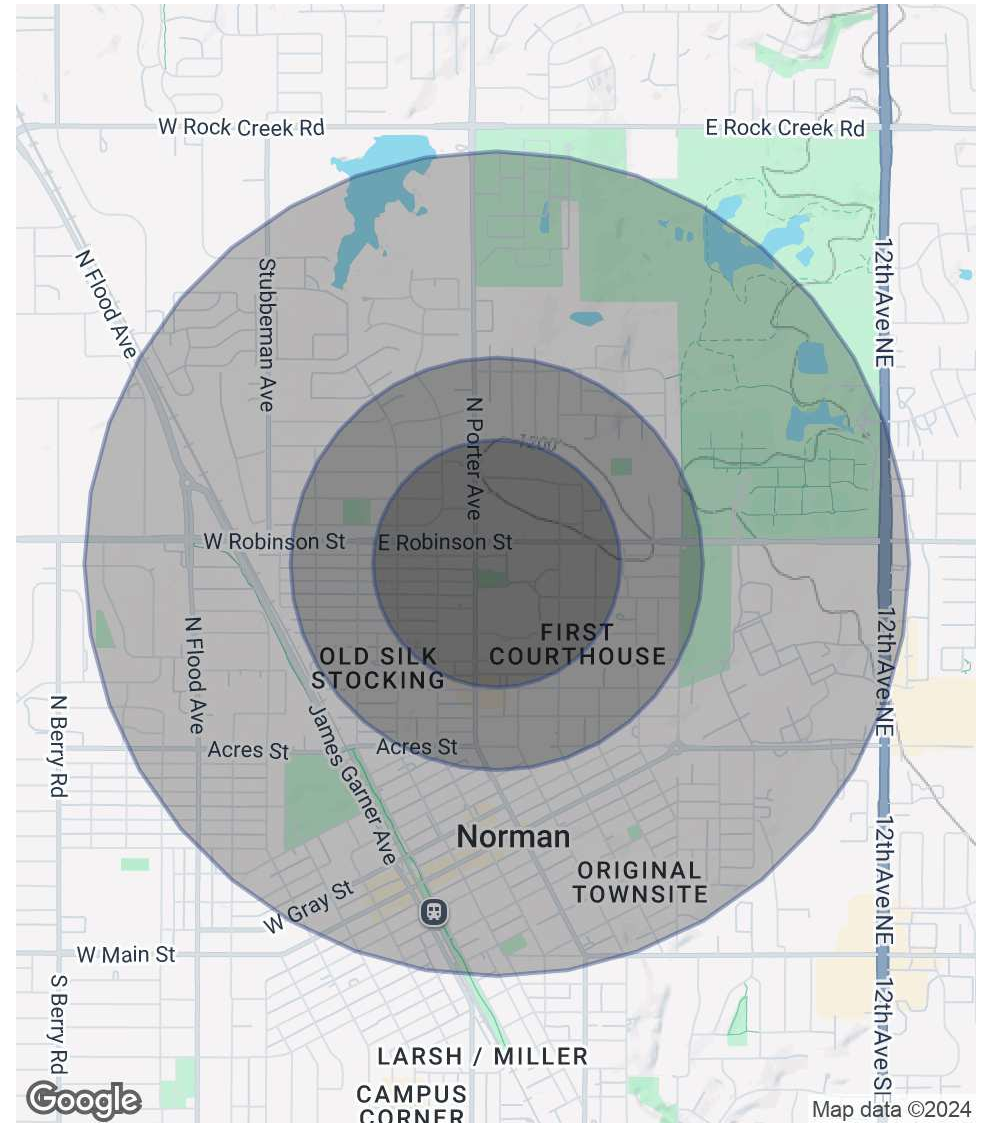 W Rock Creek Rd
E Rock Creek Rd
N Flood Ave
Stubbeman Ave
12th Ave NE
N Porter Ave
1200'
W Robinson St
E Robinson St
N Flood Ave
FIRST
COURTHOUSE
OLD SILK
STOCKING
12th Ave NE
N Berry Rd
James Garner Ave
Acres St
Acres St
Norman
12th Ave NE
ORIGINAL
TOWNSITE
W Gray St
W Main St
S Berry Rd
12th Ave SE
LARSH / MILLER
CAMPUS
CORNER
Google
Map data ©2024